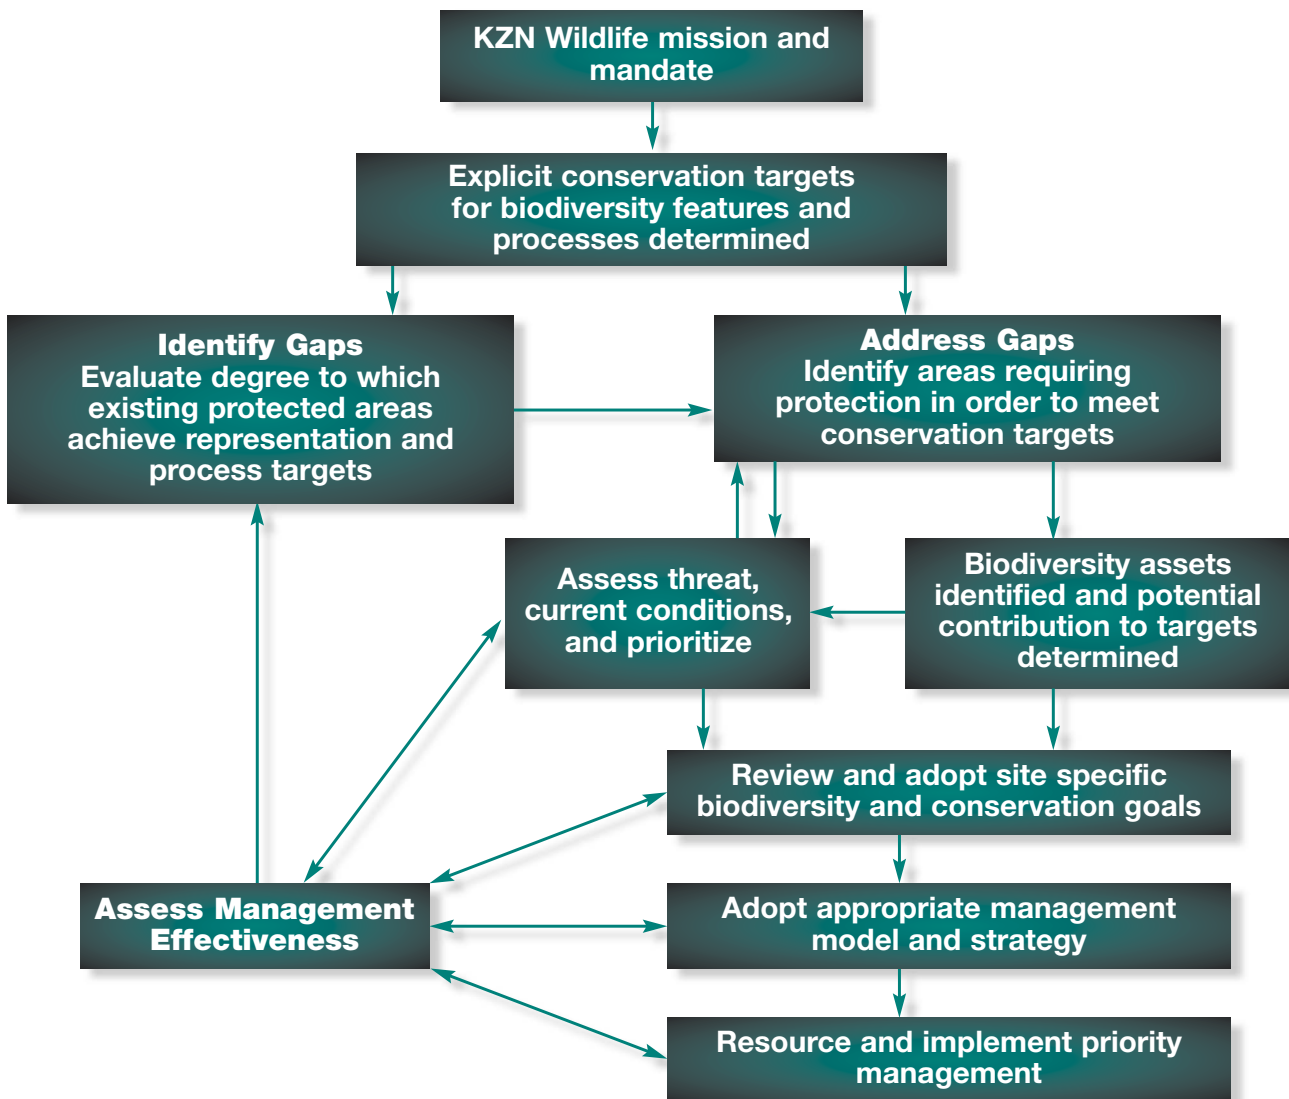 KZN Wildlife mission and
mandate
Explicit conservation targets
for biodiversity features and
processes determined
Identify Gaps
Evaluate degree to which
existing protected areas
achieve representation and
process targets
Address Gaps
Identify areas requiring
protection in order to meet
conservation targets
Assess threat,
current conditions,
and prioritize
Biodiversity assets
identified and potential
contribution to targets
determined
Review and adopt site specific
biodiversity and conservation goals
Assess Management
Effectiveness
Adopt appropriate management
model and strategy
Resource and implement priority
management